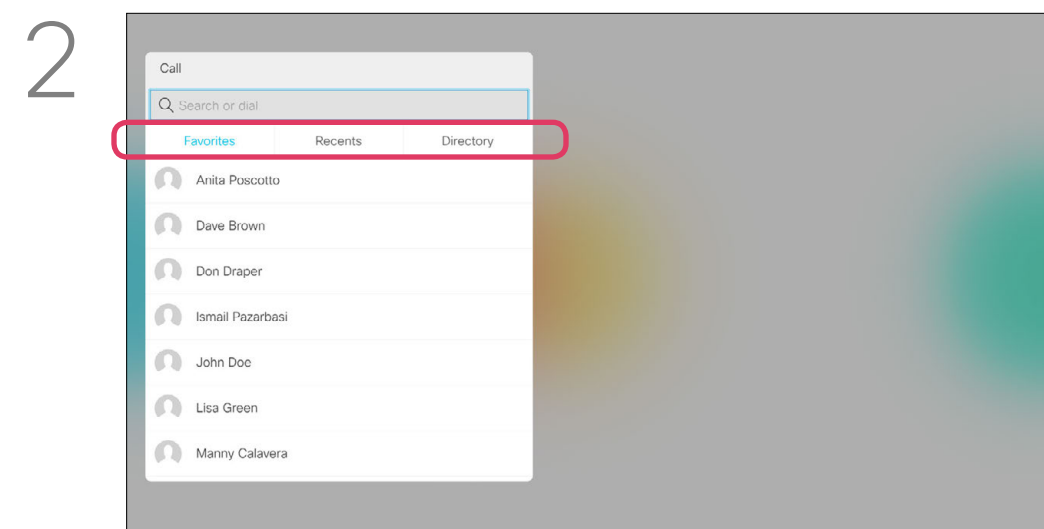 2
Call
Search or dial
Favorites Recents Directory
Anita Poscotto
Dave Brown
Don Draper
Ismail Pazarbasi
John Doe
Lisa Green
Manny Calavera